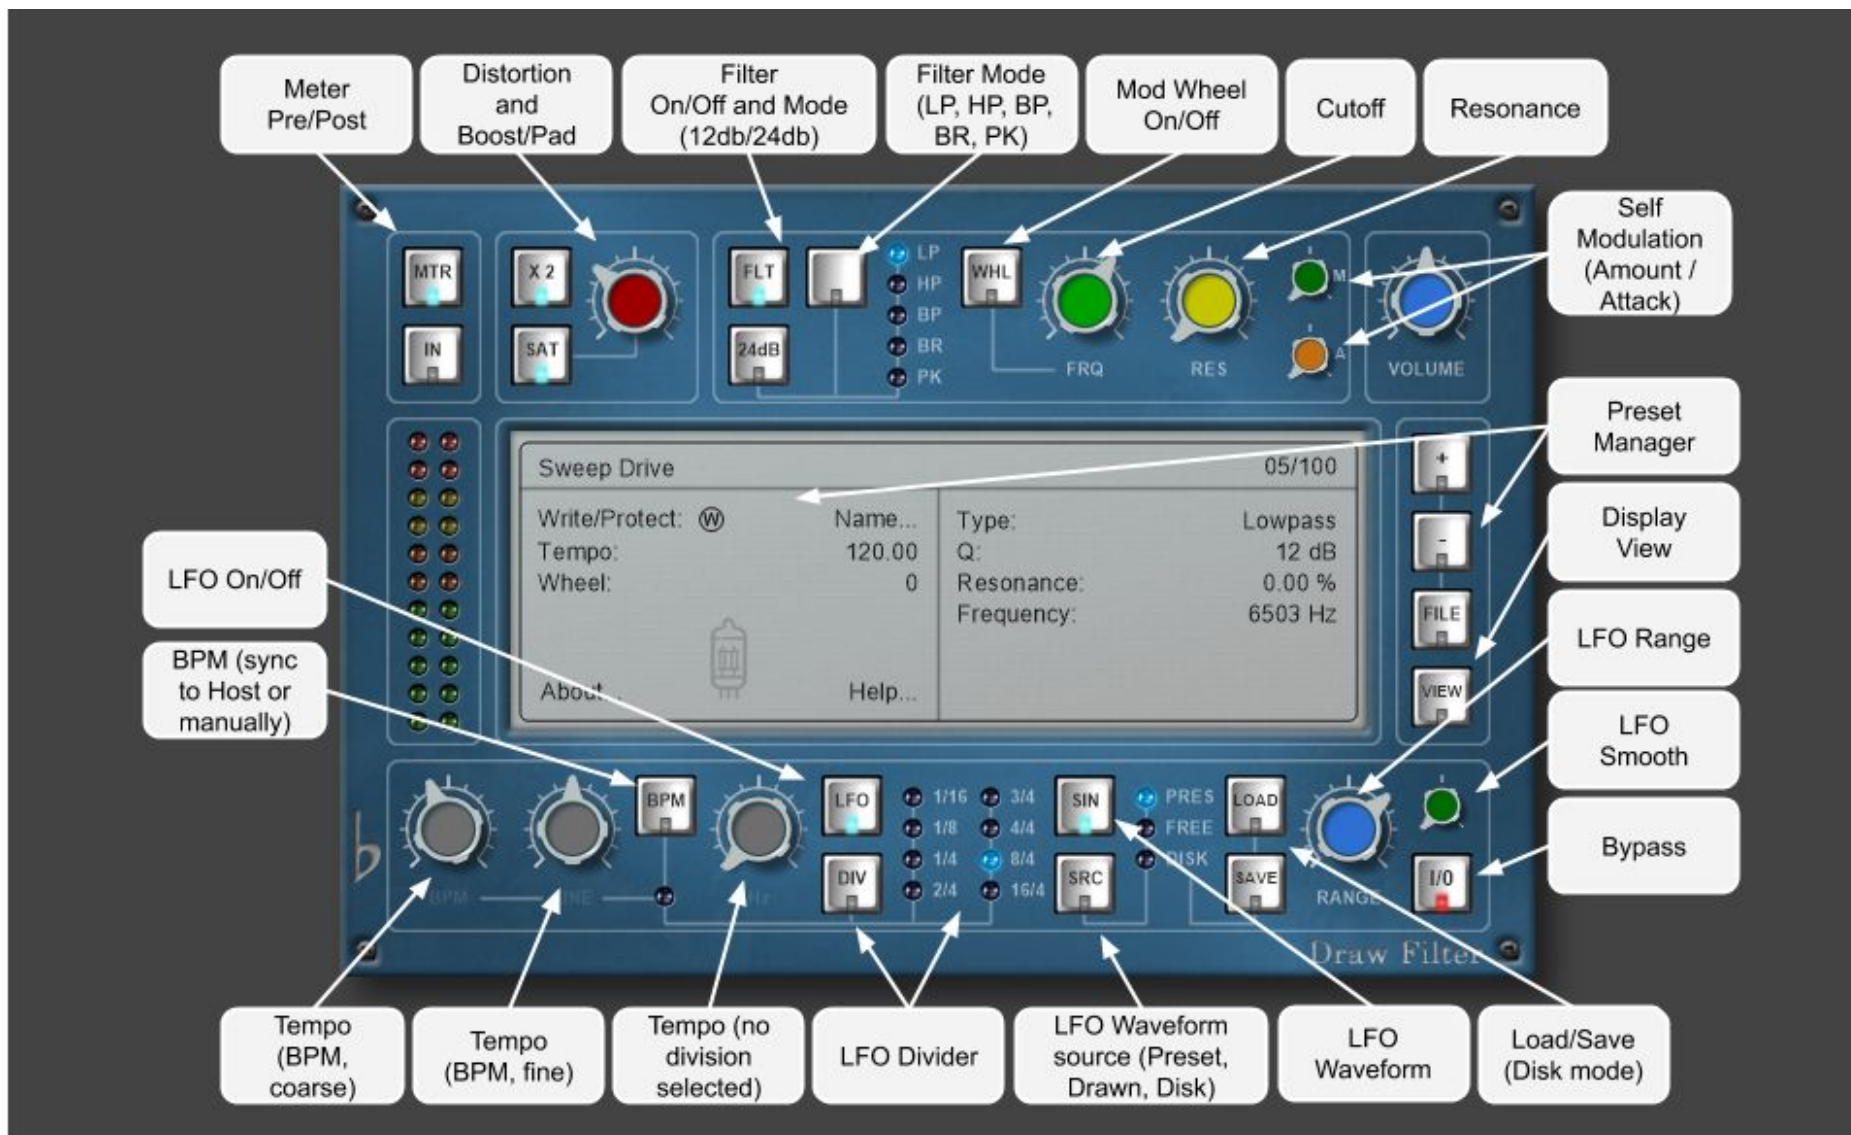 Meter
Pre/Post
Distortion
and
Boost/Pad
Filter
On/Off and Mode
(12db/24db)
Filter Mode
(LP, HP, BP,
BR, PK)
Mod Wheel
On/Off
Cutoff
Resonance
Self
Modulation
(Amount /
Attack)
MTR
IN
X 2
SAT
FLT
24dB
LP
HP
BP
BR
PK
WHL
FRQ
RES
M
A
VOLUME
Sweep Drive 05/100
Write/Protect: W Name...
Tempo: 120.00
Wheel: 0
About... Help...
Type: Lowpass
Q: 12 dB
Resonance: 0.00 %
Frequency: 6503 Hz
+
-
FILE
VIEW
Preset
Manager
Display
View
LFO Range
LFO
Smooth
Bypass
LFO On/Off
BPM (sync
to Host or
manually)
BPM
LFO
DIV
1/16 3/4
1/8 4/4
1/4 8/4
2/4 16/4
SIN
SRC
PRES
FREE
DISK
LOAD
SAVE
RANGE
I/0
BPM
FINE
Hz
Draw Filter
Tempo
(BPM,
coarse)
Tempo
(BPM, fine)
Tempo (no
division
selected)
LFO Divider
LFO Waveform
source (Preset,
Drawn, Disk)
LFO
Waveform
Load/Save
(Disk mode)